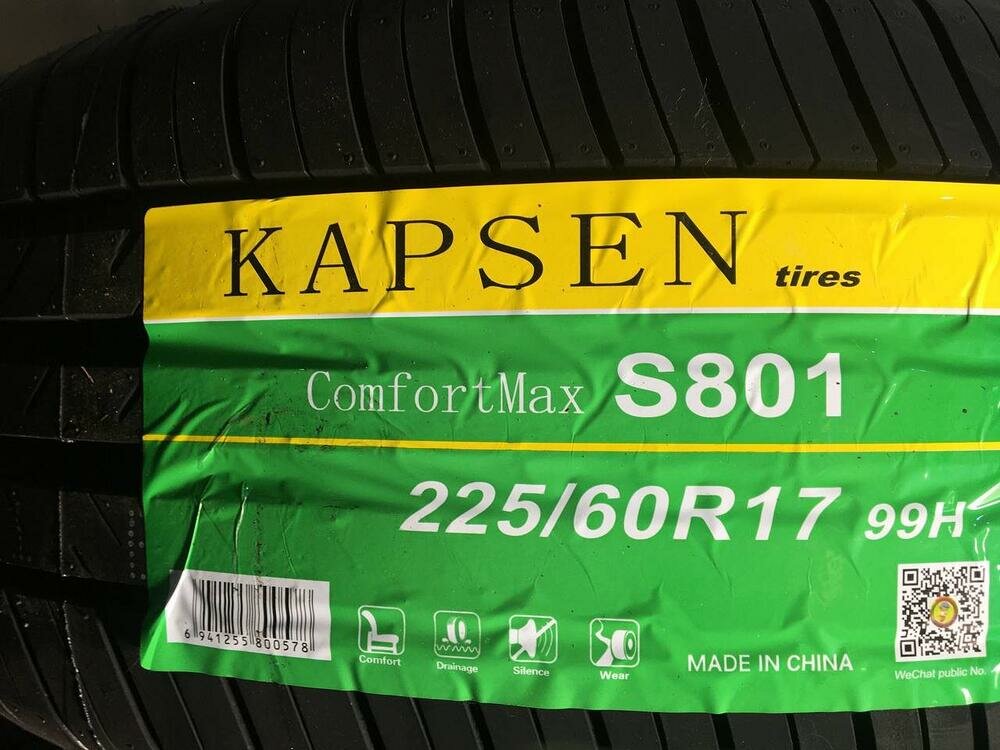 KAPSEN tires
ComfortMax S801
225/60R17 99H
6 941255 800578
Comfort
Drainage
Silence
Wear
MADE IN CHINA
WeChat public No.